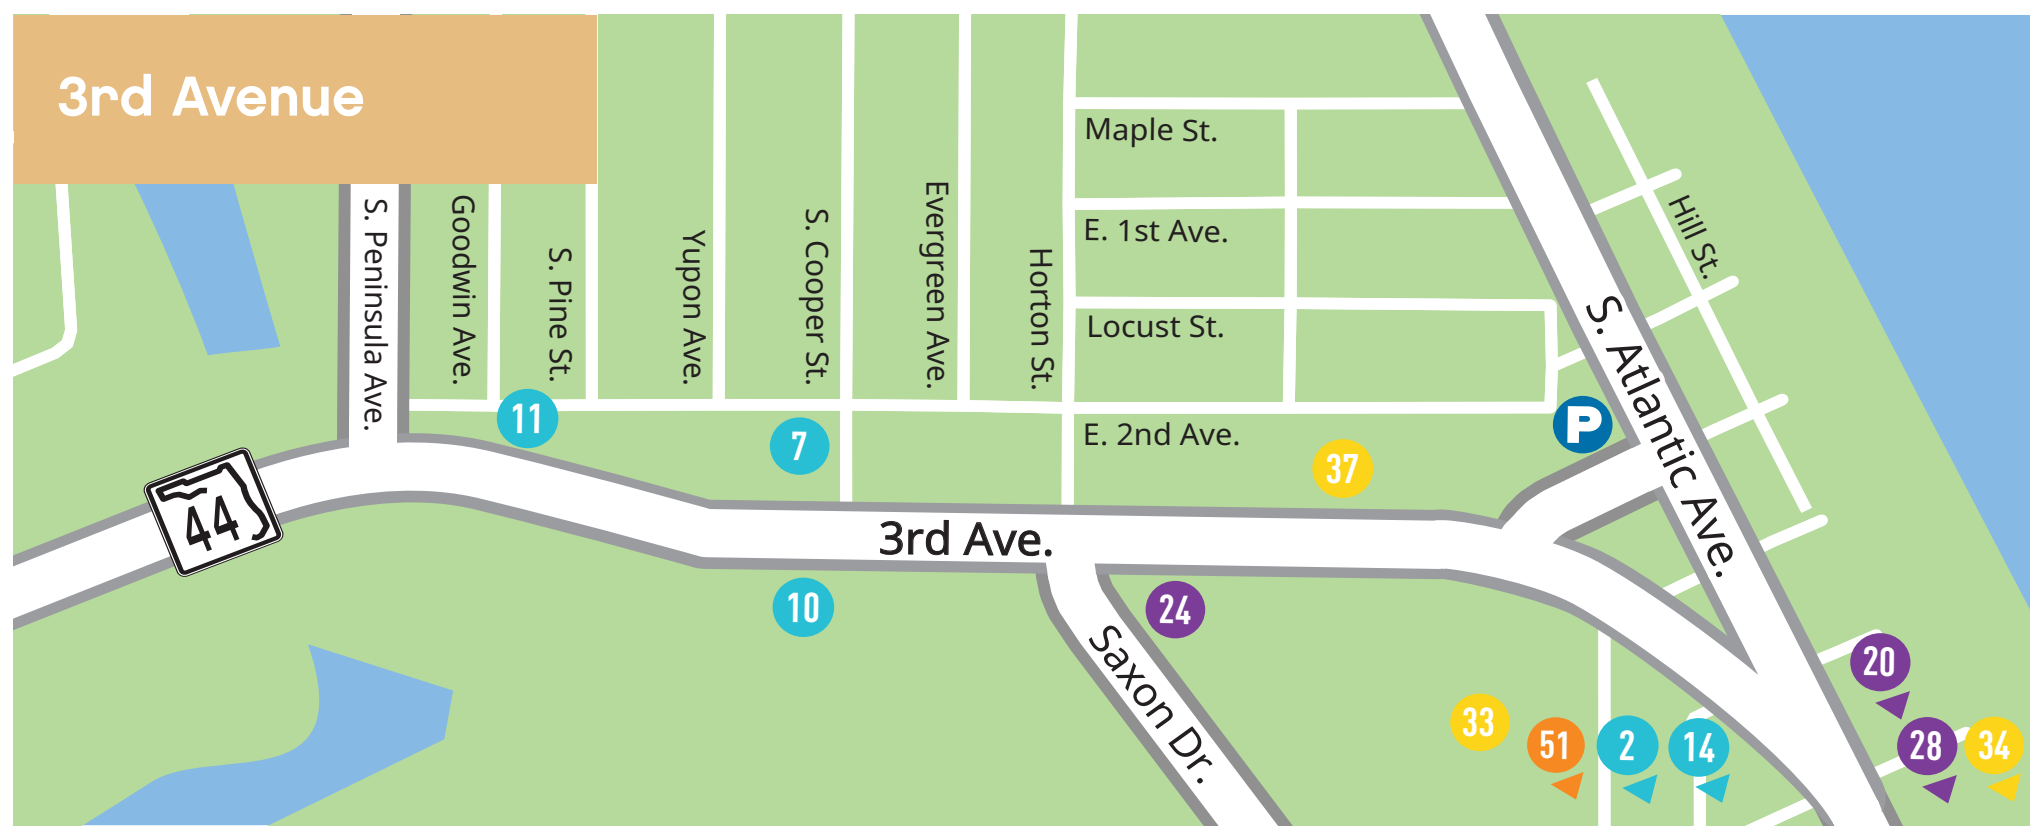 3rd Avenue
Maple St.
E. 1st Ave.
Locust St.
E. 2nd Ave.
S. Peninsula Ave.
Goodwin Ave.
S. Pine St.
Yupon Ave.
S. Cooper St.
Evergreen Ave.
Horton St.
Hill St.
S. Atlantic Ave.
11
7
37
P
44
3rd Ave.
10
24
Saxon Dr.
20
33
51
2
14
28
34